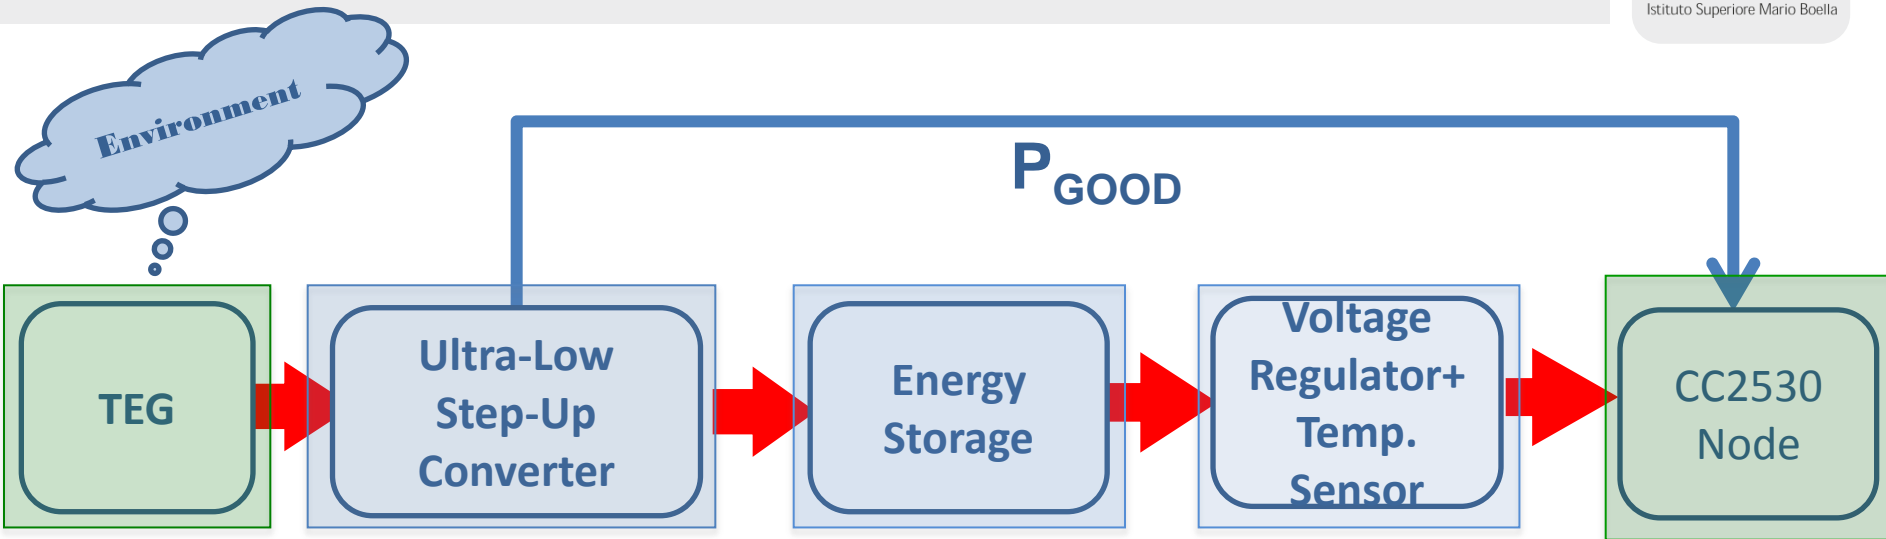 Istituto Superiore Mario Boella
Environment
P GOOD
TEG
Ultra-Low
Step-Up
Converter
Energy
Storage
Voltage
Regulator+
Temp.
Sensor
CC2530
Node